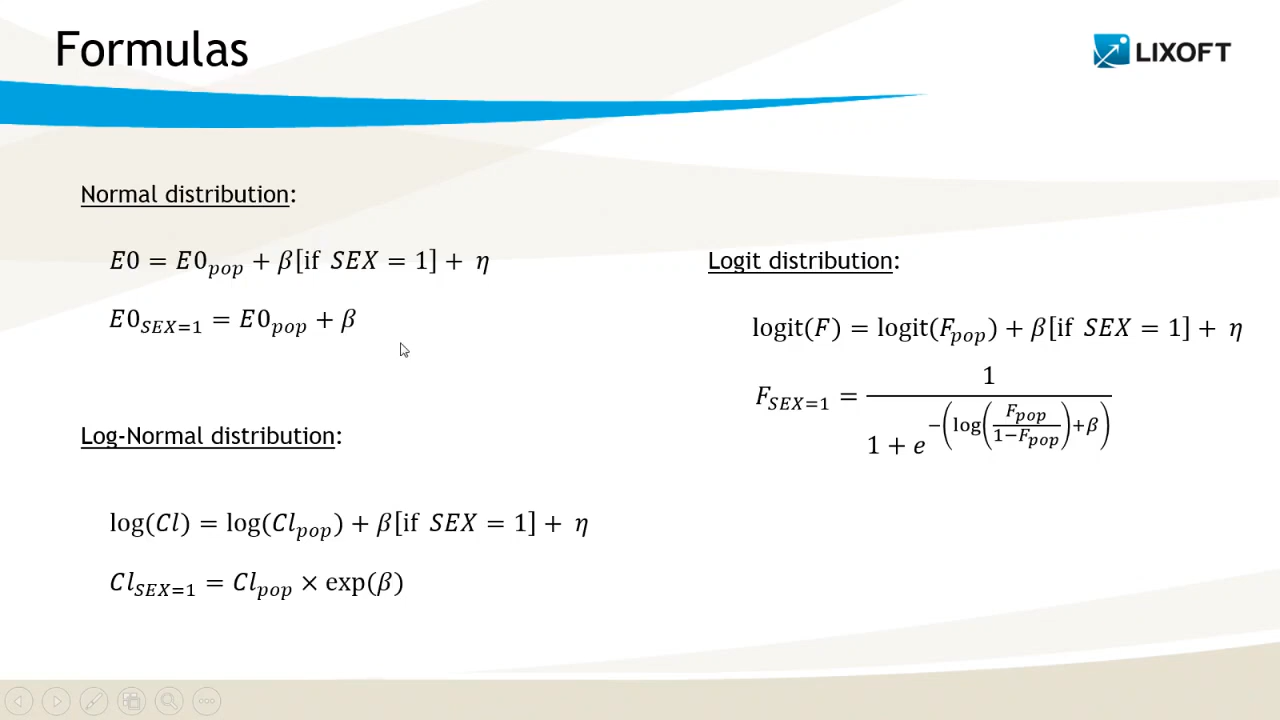 Formulas
LIXOFT
Normal distribution:
E0 = E0_pop + β[if SEX = 1] + η
E0_SEX=1 = E0_pop + β
Log-Normal distribution:
log(Cl) = log(Cl_pop) + β[if SEX = 1] + η
Cl_SEX=1 = Cl_pop × exp(β)
Logit distribution:
logit(F) = logit(F_pop) + β[if SEX = 1] + η
F_SEX=1 = 1 / (1 + e^−(log(F_pop / (1−F_pop))+β))